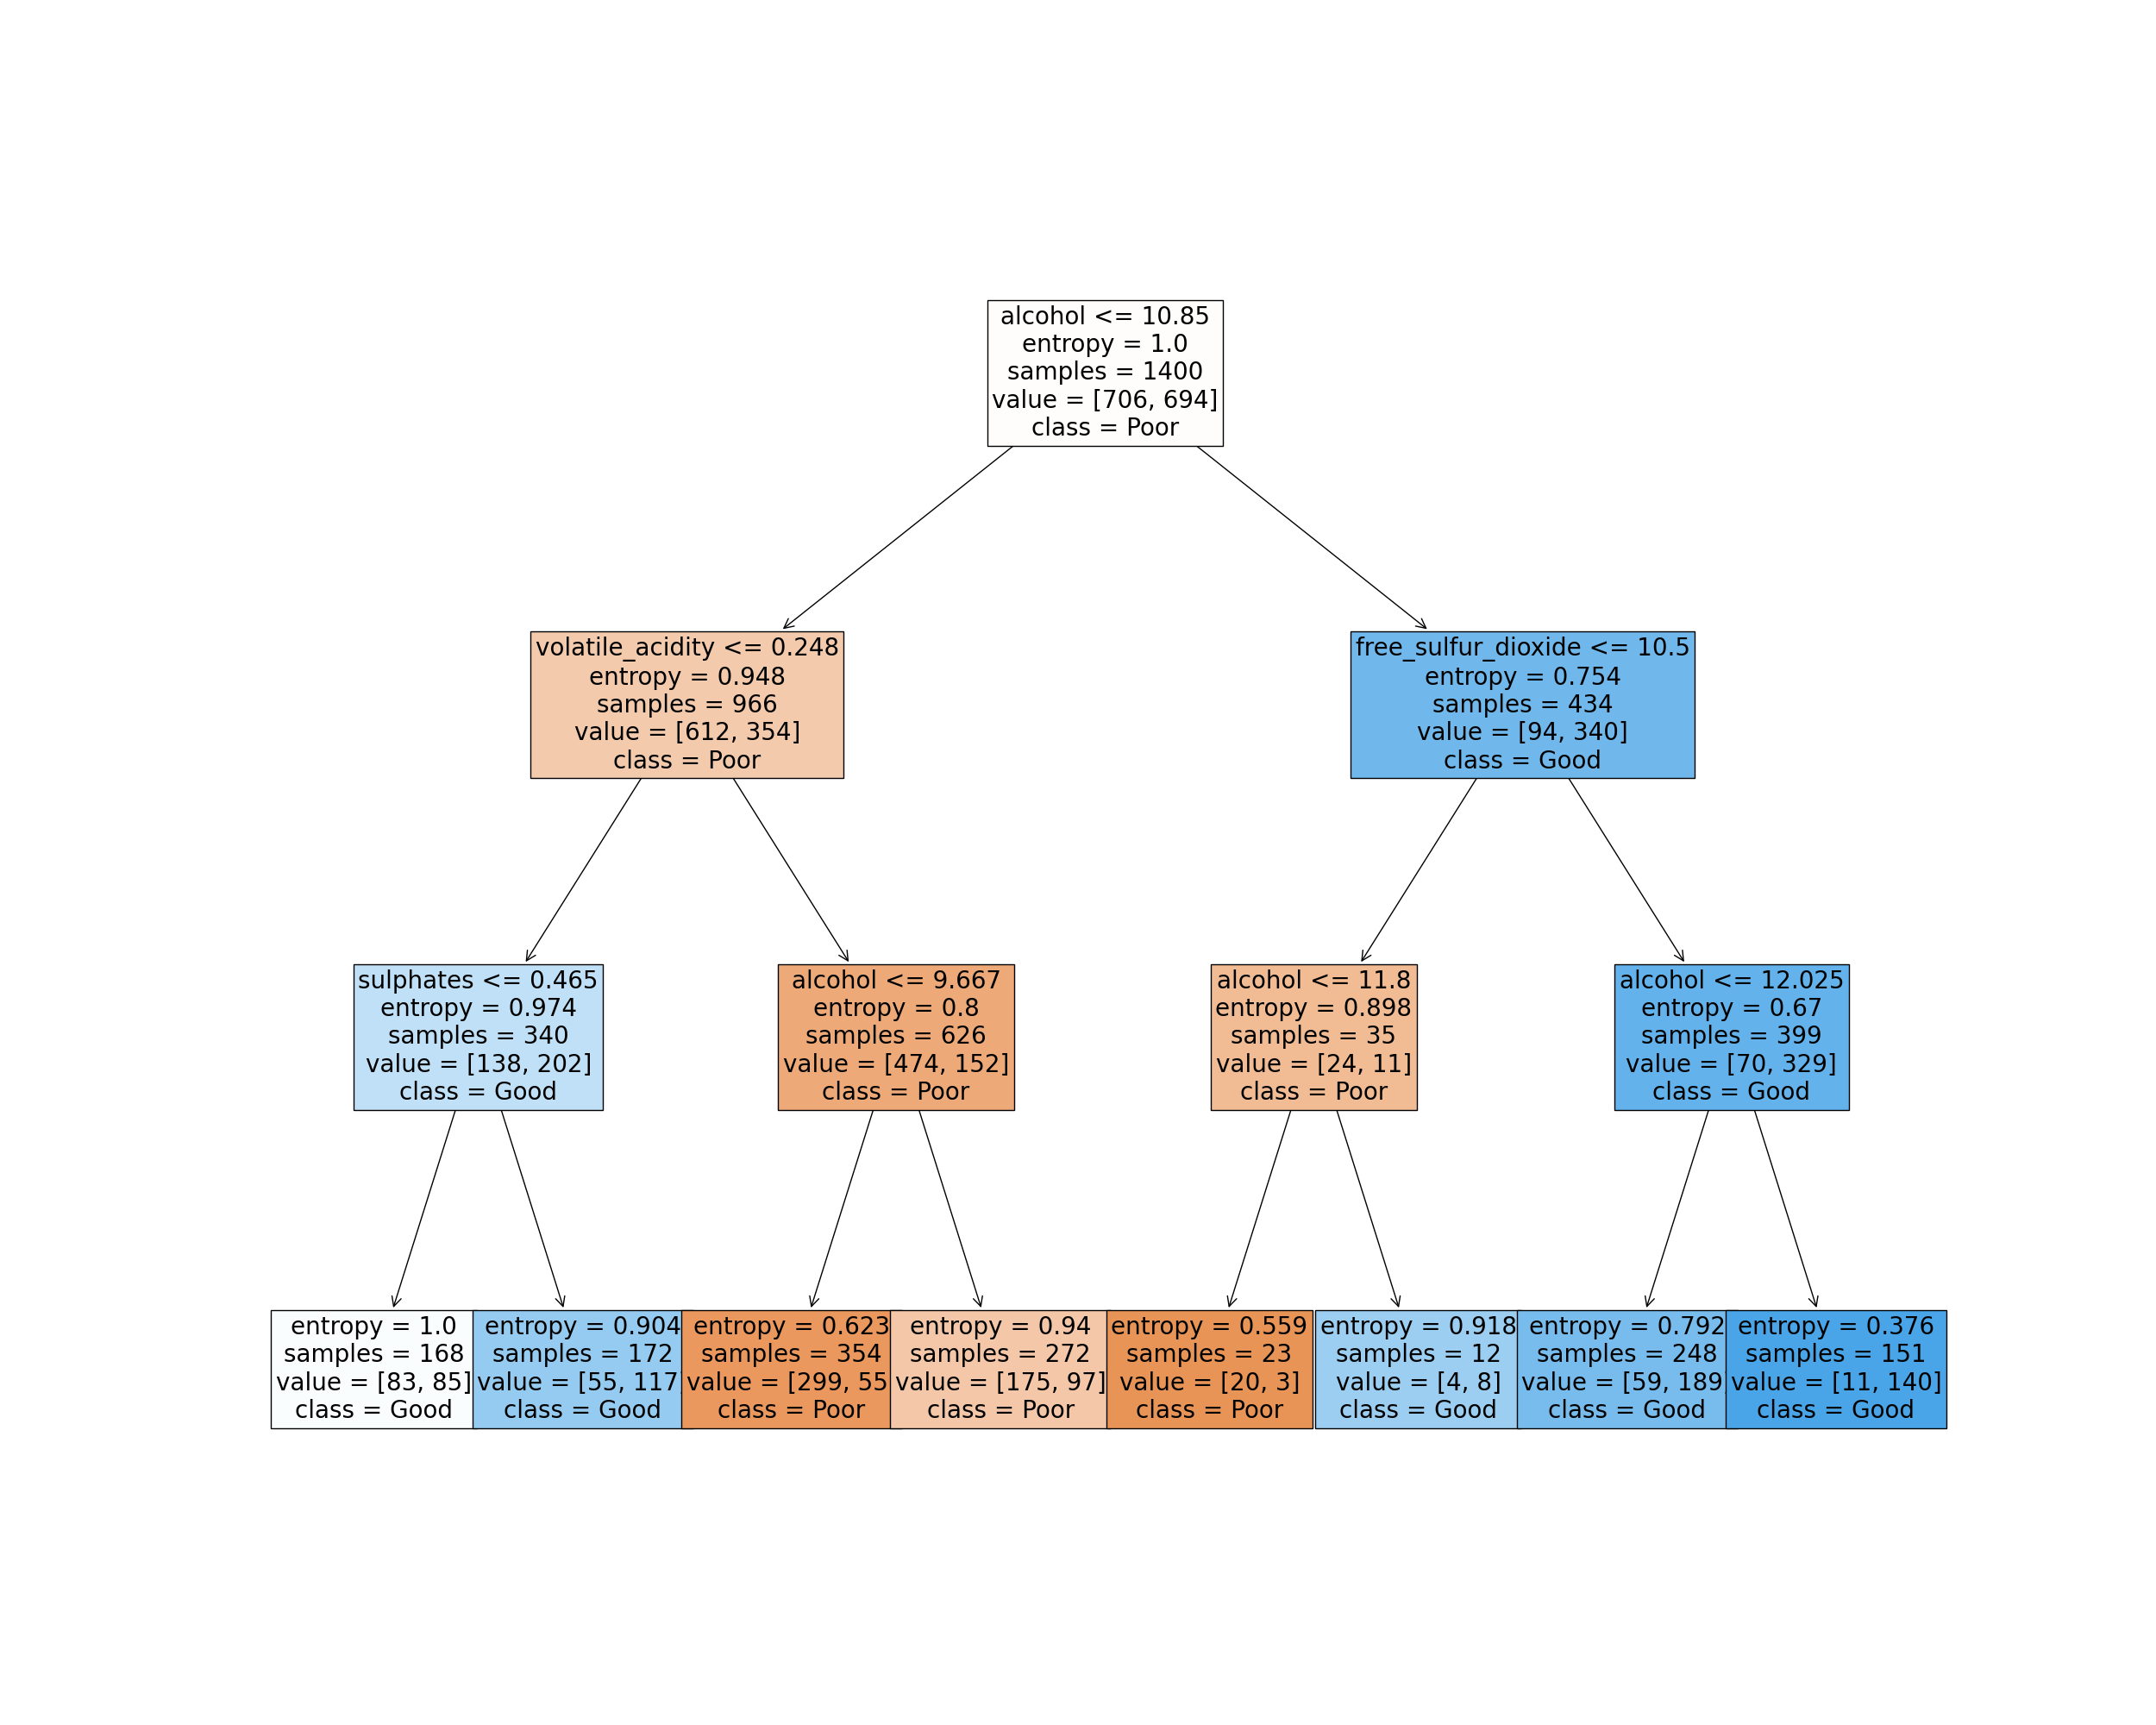 alcohol <= 10.85
entropy = 1.0
samples = 1400
value = [706, 694]
class = Poor
volatile_acidity <= 0.248
entropy = 0.948
samples = 966
value = [612, 354]
class = Poor
free_sulfur_dioxide <= 10.5
entropy = 0.754
samples = 434
value = [94, 340]
class = Good
sulphates <= 0.465
entropy = 0.974
samples = 340
value = [138, 202]
class = Good
alcohol <= 9.667
entropy = 0.8
samples = 626
value = [474, 152]
class = Poor
alcohol <= 11.8
entropy = 0.898
samples = 35
value = [24, 11]
class = Poor
alcohol <= 12.025
entropy = 0.67
samples = 399
value = [70, 329]
class = Good
entropy = 1.0
samples = 168
value = [83, 85]
class = Good
entropy = 0.904
samples = 172
value = [55, 117]
class = Good
entropy = 0.623
samples = 354
value = [299, 55
class = Poor
entropy = 0.94
samples = 272
value = [175, 97]
class = Poor
entropy = 0.559
samples = 23
value = [20, 3]
class = Poor
entropy = 0.918
samples = 12
value = [4, 8]
class = Good
entropy = 0.792
samples = 248
value = [59, 189]
class = Good
entropy = 0.376
samples = 151
value = [11, 140]
class = Good